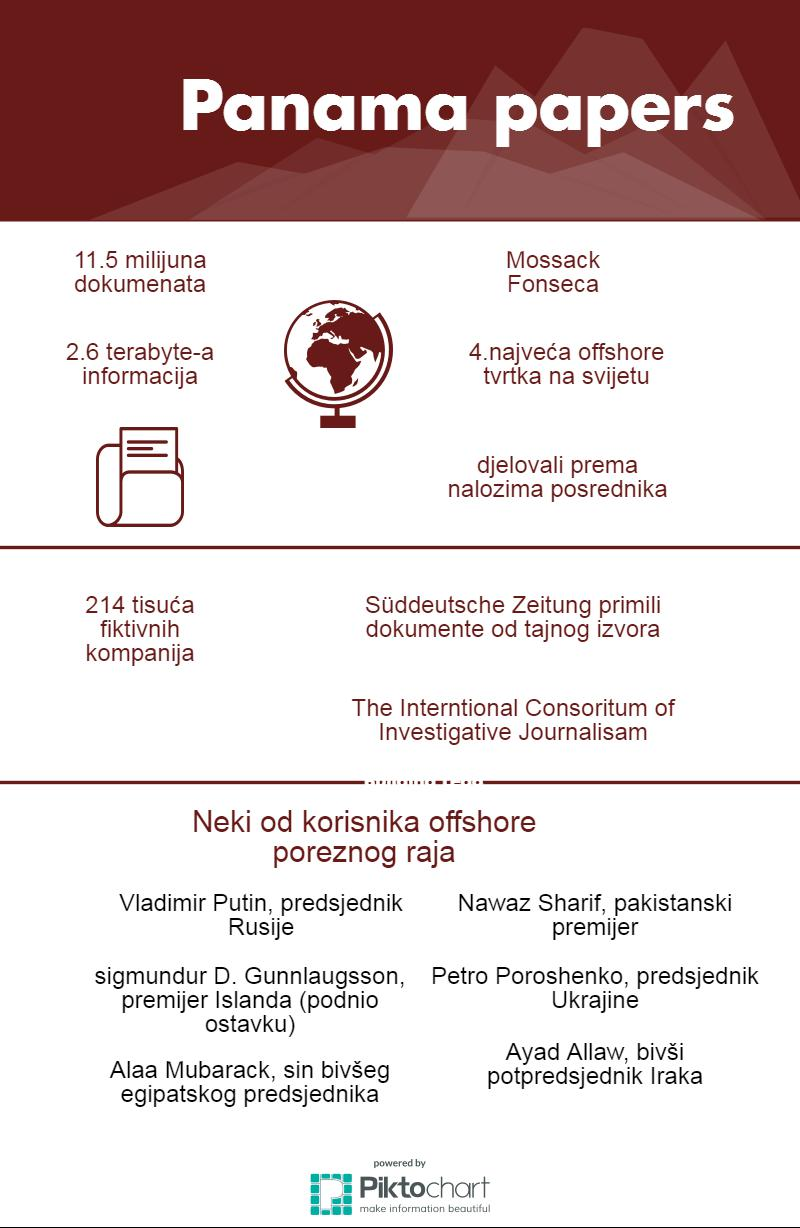 Panama papers
11.5 milijuna
dokumenata
2.6 terabyte-a
informacija
Mossack
Fonseca
4.najveća offshore
tvrtka na svijetu
djelovali prema
nalozima posrednika
214 tisuća
fiktivnih
kompanija
Süddeutsche Zeitung primili
dokumente od tajnog izvora
The Interntional Consoritum of
Investigative Journalisam
Neki od korisnika offshore
poreznog raja
Vladimir Putin, predsjednik
Rusije
sigmundur D. Gunnlaugsson,
premijer Islanda (podnio
ostavku)
Alaa Mubarack, sin bivšeg
egipatskog predsjednika
Nawaz Sharif, pakistanski
premijer
Petro Poroshenko, predsjednik
Ukrajine
Ayad Allaw, bivši
potpredsjednik Iraka
powered by
Piktochart
make information beautiful